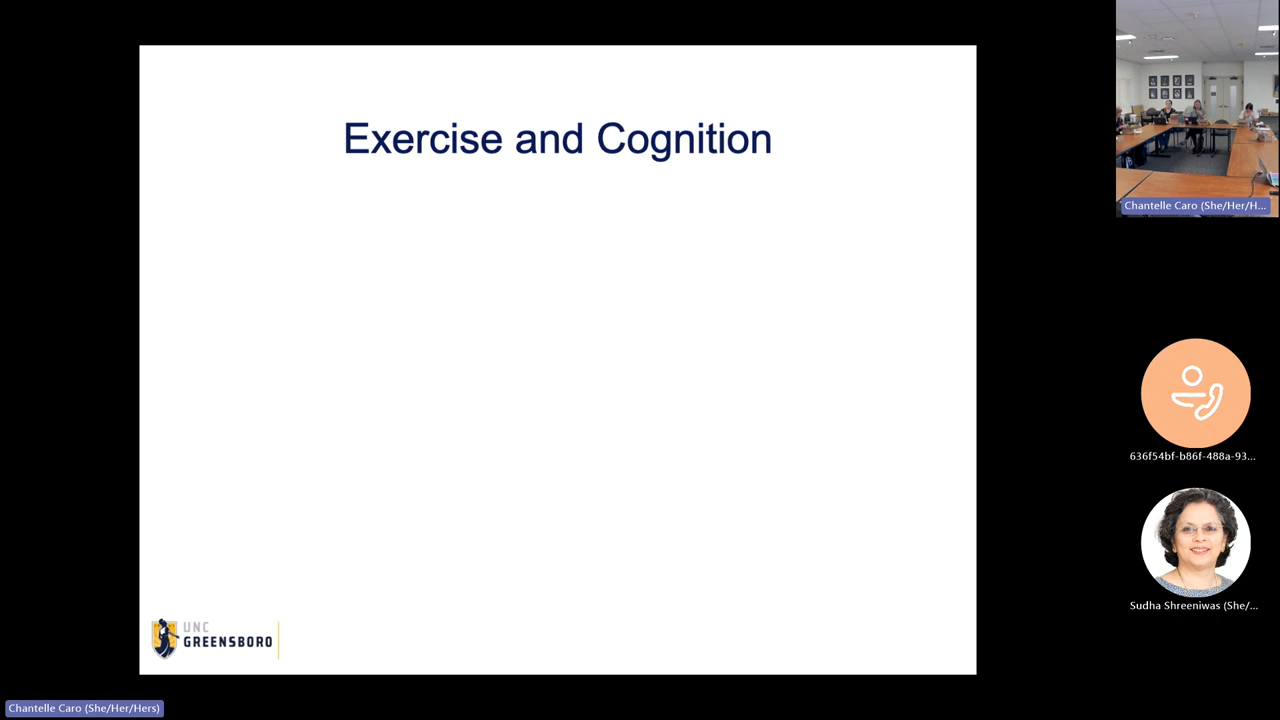 Exercise and Cognition
UNC
GREENSBORO
Chantelle Caro (She/Her/H...
636f54bf-b86f-488a-93...
Sudha Shreeniwas (She/...
Chantelle Caro (She/Her/Hers)